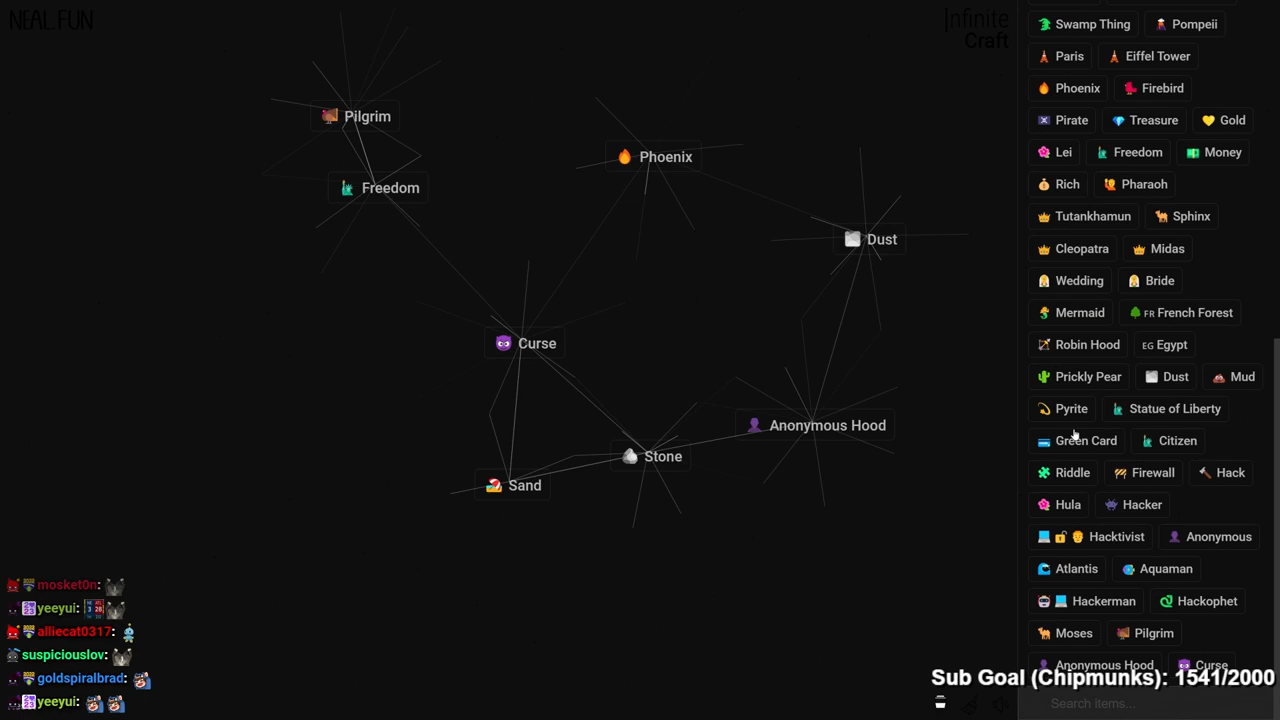 NEAL.FUN
Infinite
Craft
Pilgrim
Freedom
Phoenix
Dust
Curse
Anonymous Hood
Stone
Sand
mosket0n:
yeeyui:
alliecat0317:
suspiciouslov:
goldspiralbrad:
yeeyui:
Swamp Thing Pompeii
Paris Eiffel Tower
Phoenix Firebird
Pirate Treasure Gold
Lei Freedom Money
Rich Pharaoh
Tutankhamun Sphinx
Cleopatra Midas
Wedding Bride
Mermaid FR French Forest
Robin Hood EG Egypt
Prickly Pear Dust Mud
Pyrite Statue of Liberty
Green Card Citizen
Riddle Firewall Hack
Hula Hacker
Hacktivist Anonymous
Atlantis Aquaman
Hackerman Hackophet
Moses Pilgrim
Anonymous Hood Curse
Sub Goal (Chipmunks): 1541/2000
Search items...